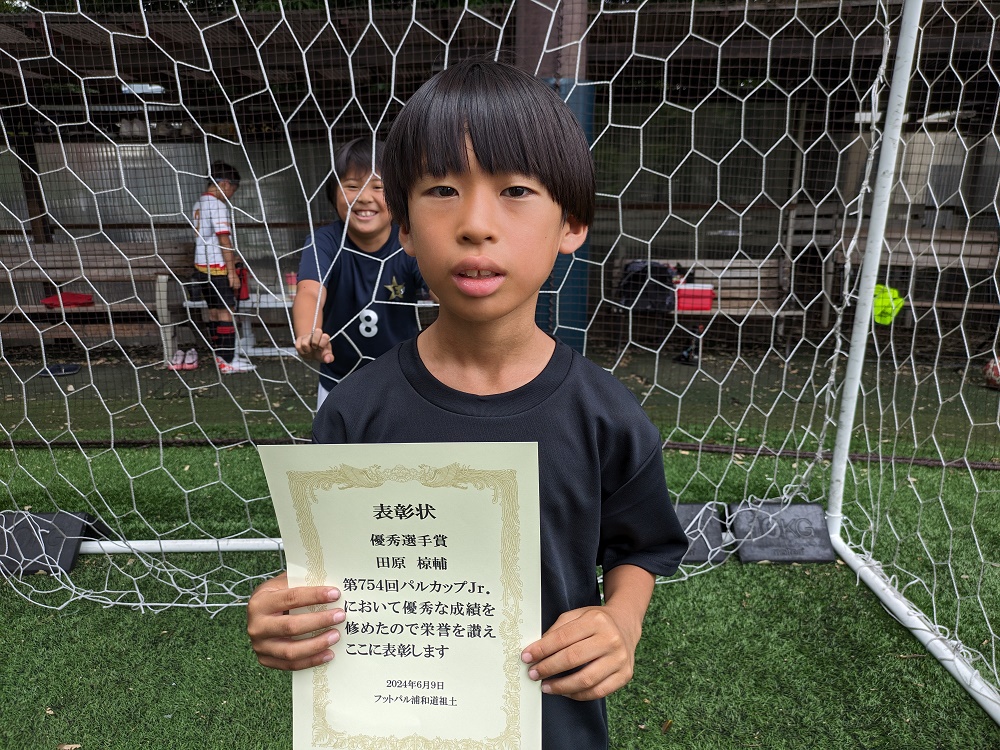 表彰状
優秀選手賞
田原 椋輔
第754回パルカップJr.
において優秀な成績を
修めたので栄誉を讃え
ここに表彰します
2024年6月9日
フットパル浦和道祖土
8
10KG